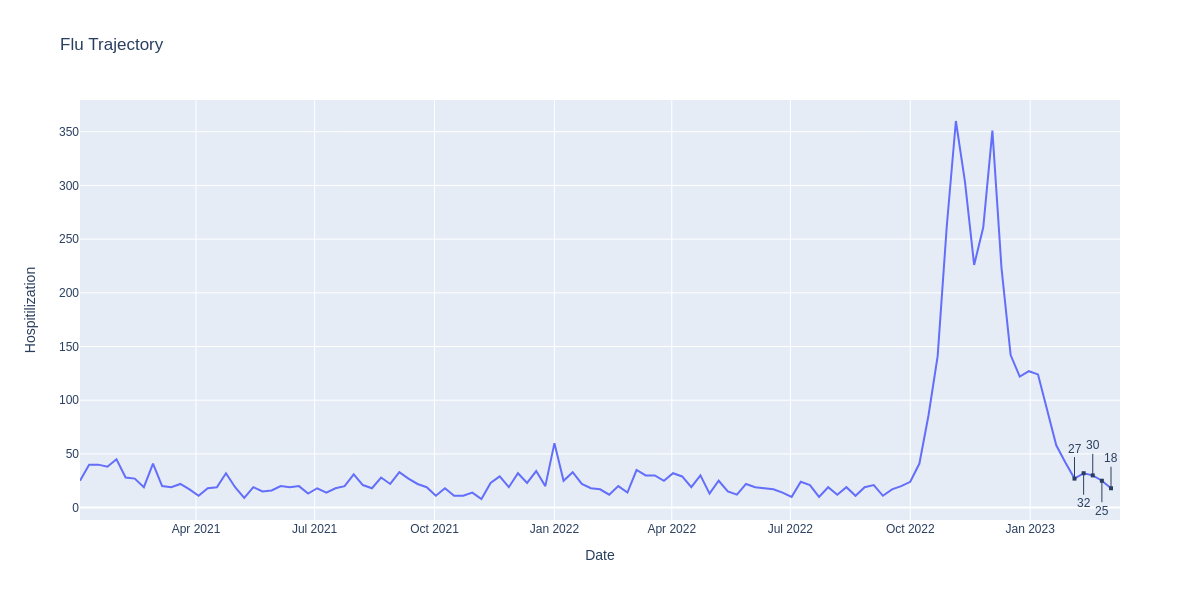 Flu Trajectory
Hospitilization
350
300
250
200
150
100
50
0
27
30
18
32
25
Apr 2021
Jul 2021
Oct 2021
Jan 2022
Apr 2022
Jul 2022
Oct 2022
Jan 2023
Date